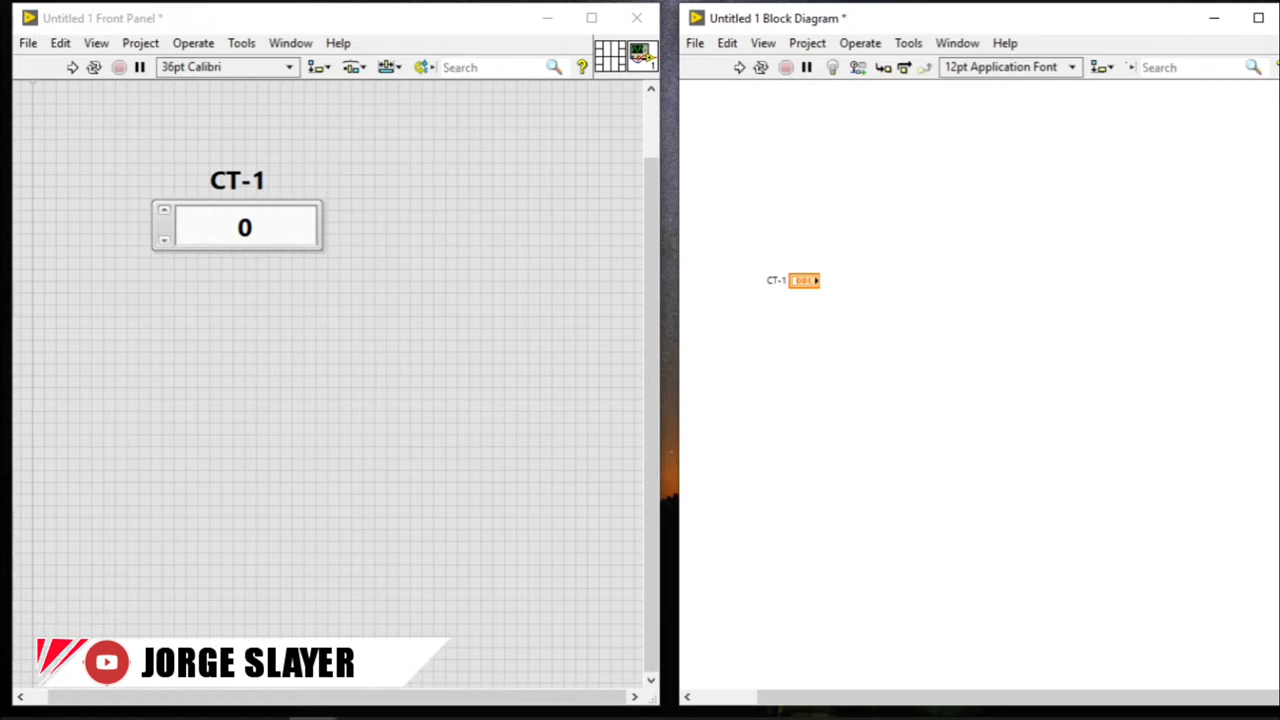 Untitled 1 Front Panel *
File Edit View Project Operate Tools Window Help
36pt Calibri
Search
1
CT-1
0
JORGE SLAYER
Untitled 1 Block Diagram *
File Edit View Project Operate Tools Window Help
12pt Application Font
Search
CT-1
DBL